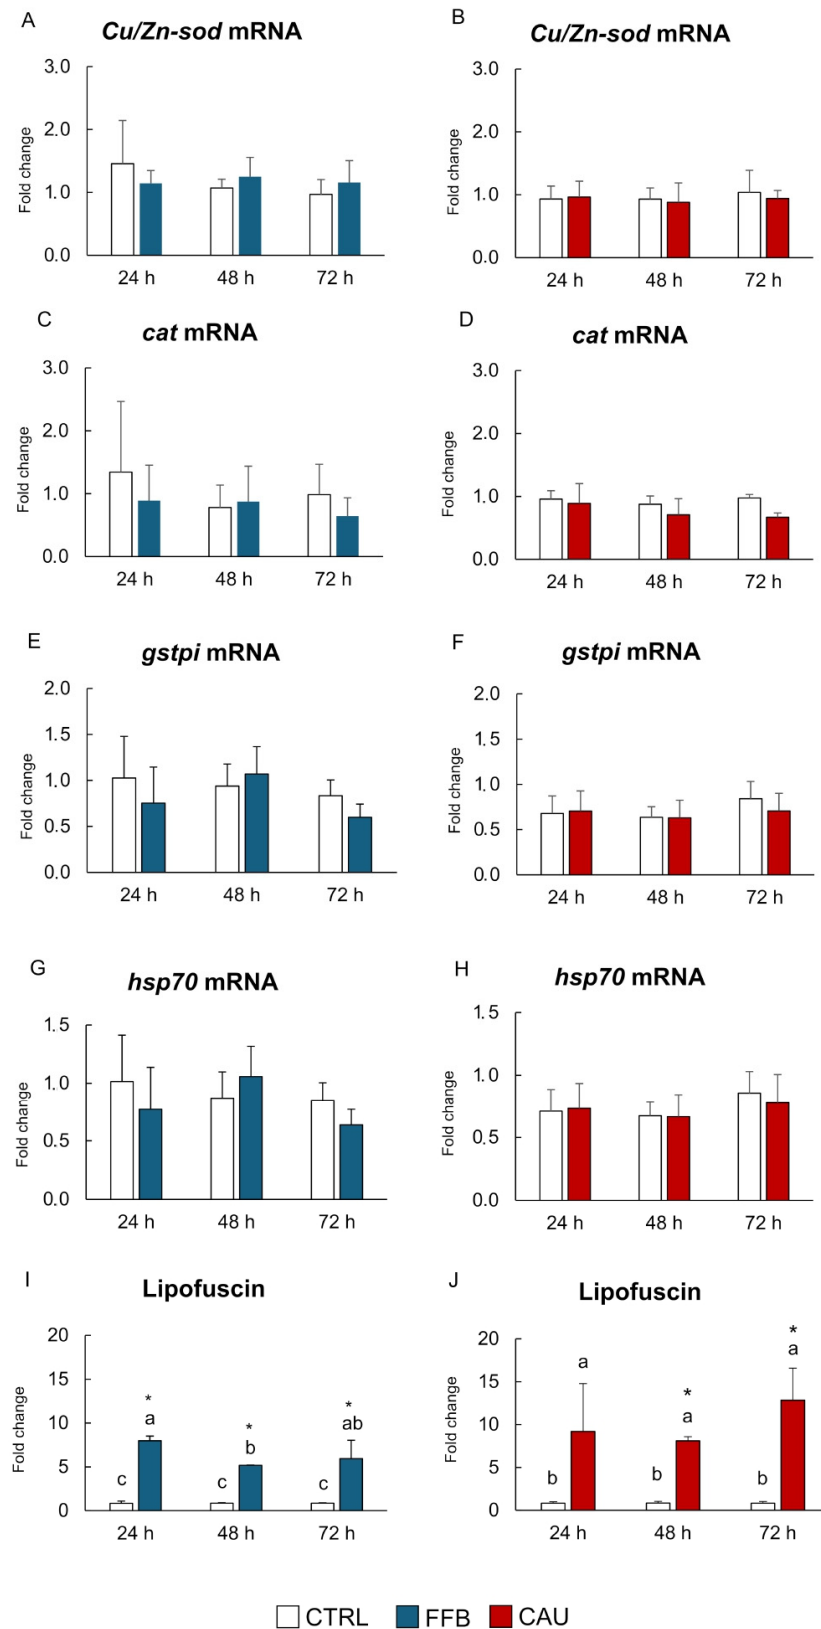 A
Cu/Zn-sod mRNA
3.0
2.0
1.0
0.0
Fold change
24 h 48 h 72 h
B
Cu/Zn-sod mRNA
3.0
2.0
1.0
0.0
Fold change
24 h 48 h 72 h
C
cat mRNA
3.0
2.0
1.0
0.0
Fold change
24 h 48 h 72 h
D
cat mRNA
3.0
2.0
1.0
0.0
Fold change
24 h 48 h 72 h
E
gstpi mRNA
2.0
1.5
1.0
0.5
0.0
Fold change
24 h 48 h 72 h
F
gstpi mRNA
2.0
1.5
1.0
0.5
0.0
Fold change
24 h 48 h 72 h
G
hsp70 mRNA
1.5
1.0
0.5
0.0
Fold change
24 h 48 h 72 h
H
hsp70 mRNA
1.5
1.0
0.5
0.0
Fold change
24 h 48 h 72 h
I
Lipofuscin
20
15
10
5
0
Fold change
* * *
a b ab
c c c
24 h 48 h 72 h
J
Lipofuscin
20
15
10
5
0
Fold change
* *
a a a
b b b
24 h 48 h 72 h
CTRL FFB CAU